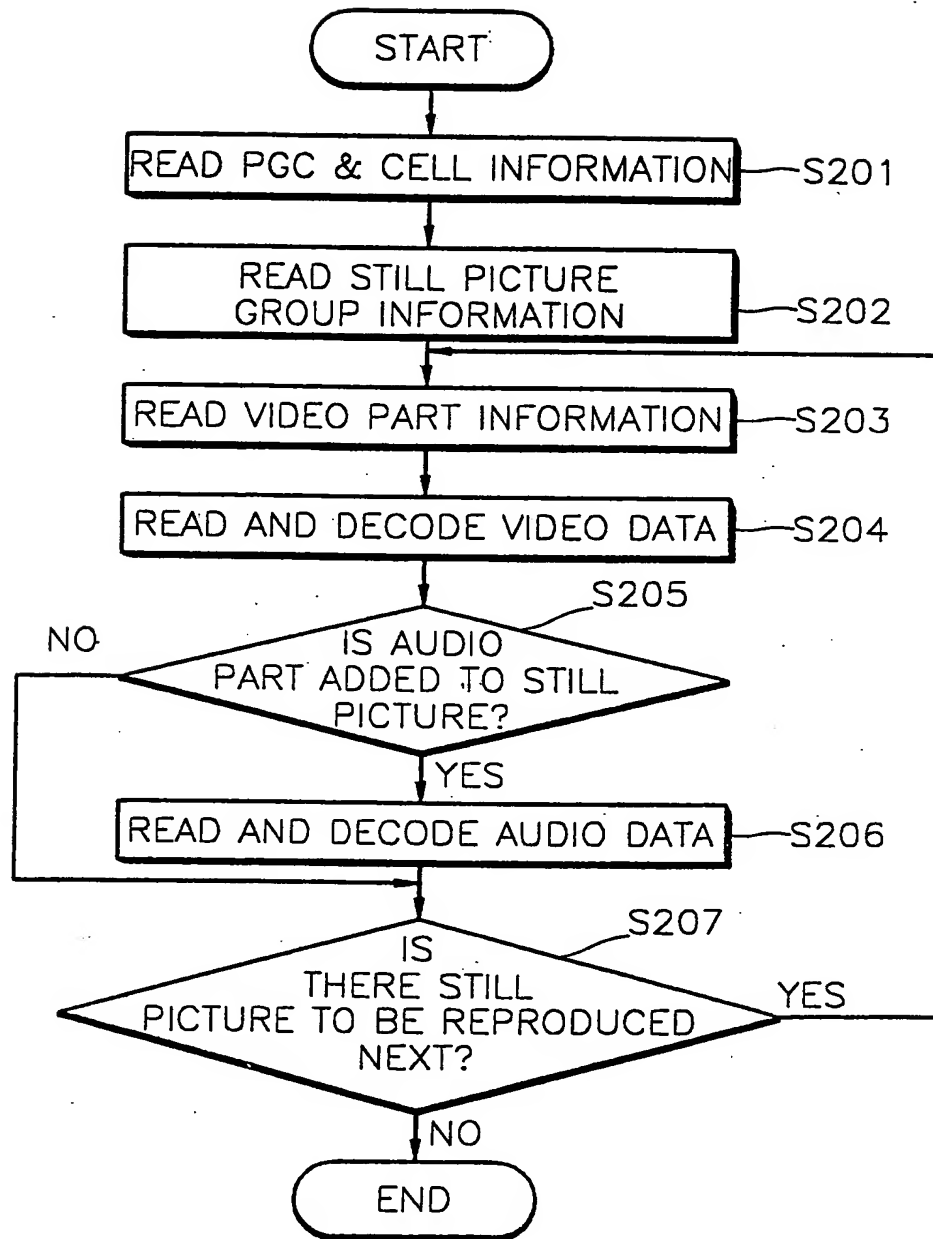 START
READ PGC & CELL INFORMATION
S201
READ STILL PICTURE
GROUP INFORMATION
S202
READ VIDEO PART INFORMATION
S203
READ AND DECODE VIDEO DATA
S204
S205
NO
IS AUDIO
PART ADDED TO STILL
PICTURE?
YES
READ AND DECODE AUDIO DATA
S206
S207
IS
THERE STILL
PICTURE TO BE REPRODUCED
NEXT?
YES
NO
END